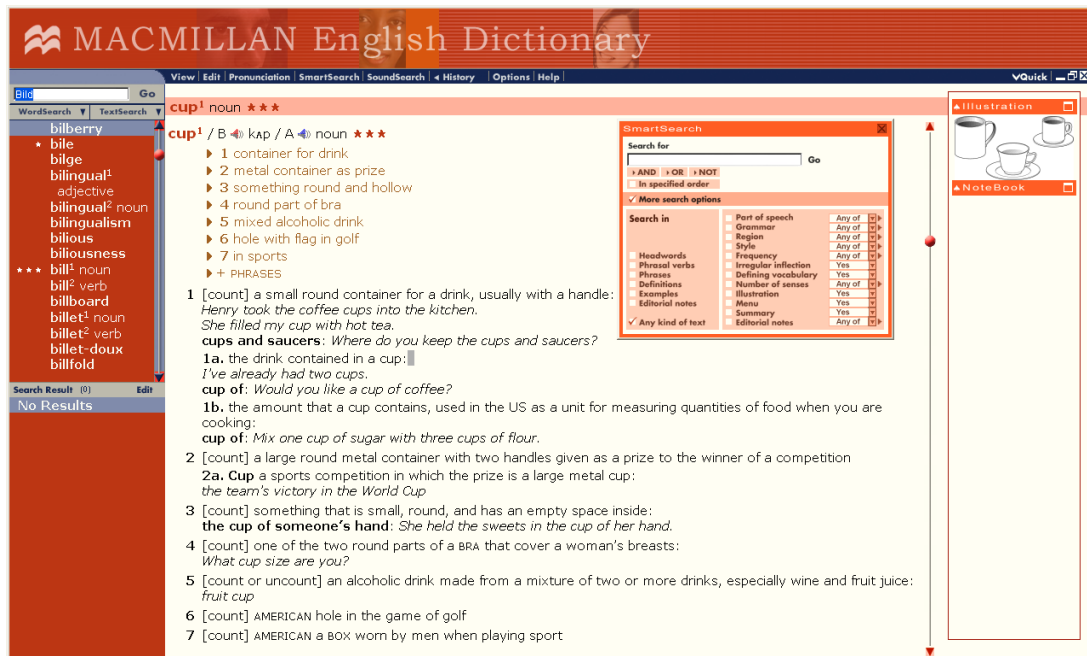 MACMILLAN English Dictionary
View Edit Pronunciation SmartSearch SoundSearch History Options Help
VQuick
Bild
Go
WordSearch TextSearch
bilberry
bile
bilge
bilingual¹
adjective
bilingual² noun
bilingualism
bilious
biliousness
bill¹ noun
bill² verb
billboard
billet¹ noun
billet² verb
billet-doux
billfold
Search Result (0) Edit
No Results
cup¹ noun ★★★
cup¹ / B kʌp / A noun ★★★
1 container for drink
2 metal container as prize
3 something round and hollow
4 round part of bra
5 mixed alcoholic drink
6 hole with flag in golf
7 in sports
+ PHRASES
1 [count] a small round container for a drink, usually with a handle:
Henry took the coffee cups into the kitchen.
She filled my cup with hot tea.
cups and saucers: Where do you keep the cups and saucers?
1a. the drink contained in a cup:
I've already had two cups.
cup of: Would you like a cup of coffee?
1b. the amount that a cup contains, used in the US as a unit for measuring quantities of food when you are
cooking:
cup of: Mix one cup of sugar with three cups of flour.
2 [count] a large round metal container with two handles given as a prize to the winner of a competition
2a. Cup a sports competition in which the prize is a large metal cup:
the team's victory in the World Cup
3 [count] something that is small, round, and has an empty space inside:
the cup of someone's hand: She held the sweets in the cup of her hand.
4 [count] one of the two round parts of a BRA that cover a woman's breasts:
What cup size are you?
5 [count or uncount] an alcoholic drink made from a mixture of two or more drinks, especially wine and fruit juice:
fruit cup
6 [count] AMERICAN hole in the game of golf
7 [count] AMERICAN a BOX worn by men when playing sport
SmartSearch
Search for
Go
AND OR NOT
In specified order
More search options
Search in
Headwords
Phrasal verbs
Phrases
Definitions
Examples
Editorial notes
Any kind of text
Part of speech Any of
Grammar Any of
Region Any of
Style Any of
Frequency Any of
Irregular inflection Yes
Defining vocabulary Yes
Number of senses Any of
Illustration Yes
Menu Yes
Summary Yes
Editorial notes Any of
Illustration
NoteBook